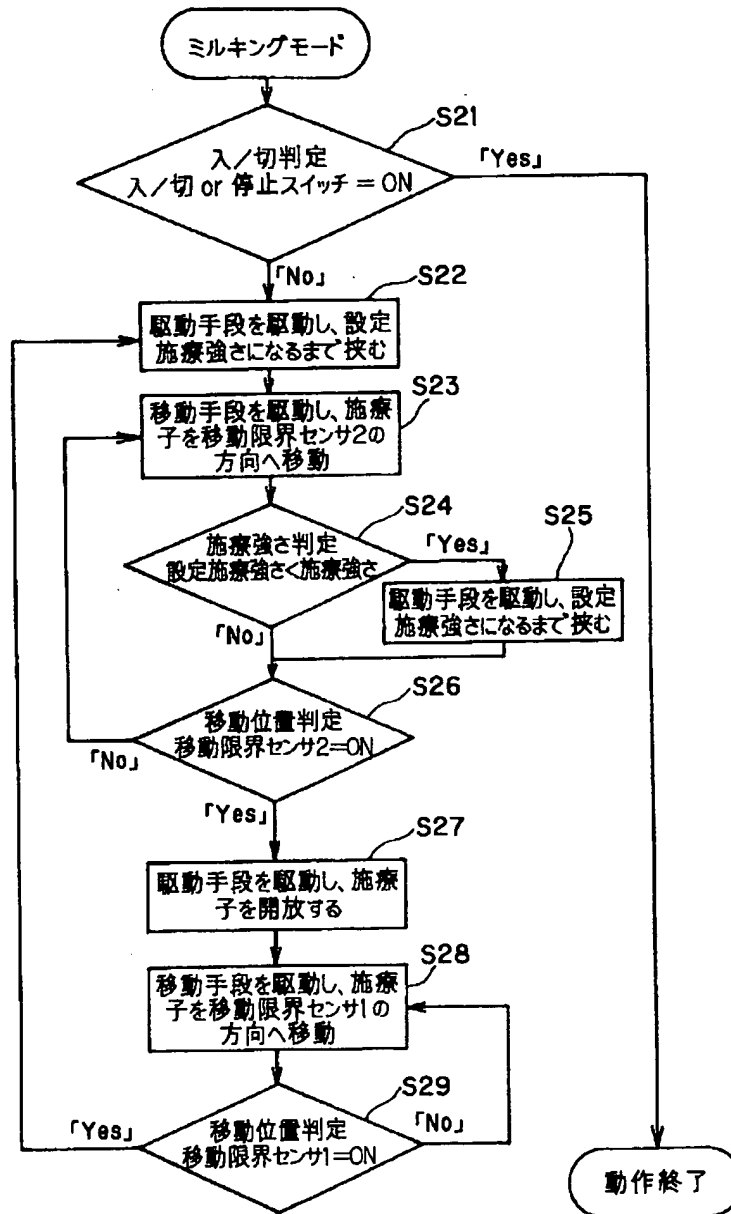 ミルキングモード
S21
入/切判定
入/切 or 停止スイッチ = ON
「Yes」
「No」
S22
駆動手段を駆動し、設定
施療強さになるまで挟む
S23
移動手段を駆動し、施療
子を移動限界センサ2の
方向へ移動
S24
施療強さ判定
設定施療強さ<施療強さ
「Yes」
S25
駆動手段を駆動し、設定
施療強さになるまで挟む
「No」
S26
移動位置判定
移動限界センサ2=ON
「No」
「Yes」
S27
駆動手段を駆動し、施療
子を開放する
S28
移動手段を駆動し、施療
子を移動限界センサ1の
方向へ移動
S29
「Yes」
移動位置判定
移動限界センサ1=ON
「No」
動作終了